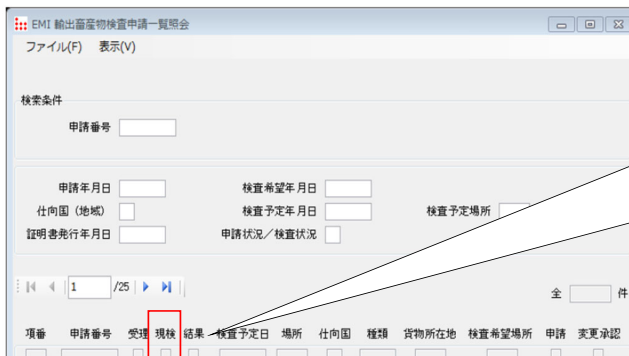 EMI 輸出畜産物検査申請一覧照会
ファイル(F) 表示(V)
検索条件
申請番号
申請年月日 検査希望年月日
仕向国（地域） 検査予定年月日 検査予定場所
証明書発行年月日 申請状況／検査状況
1 /25
全 件
項番 申請番号 受理 現検 結果 検査予定日 場所 仕向国 種類 貨物所在地 検査希望場所 申請 変更承認